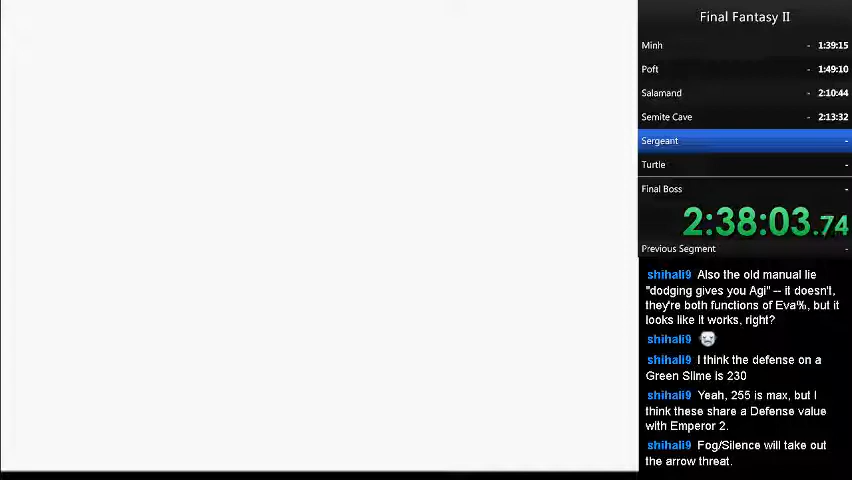 Final Fantasy II
Minh - 1:39:15
Poft - 1:49:10
Salamand - 2:10:44
Semite Cave - 2:13:32
Sergeant -
Turtle -
Final Boss -
2:38:03.74
Previous Segment -
shihali9 Also the old manual lie
"dodging gives you Agi" -- it doesn't,
they're both functions of Eva%, but it
looks like it works, right?
shihali9
shihali9 I think the defense on a
Green Slime is 230
shihali9 Yeah, 255 is max, but I
think these share a Defense value
with Emperor 2.
shihali9 Fog/Silence will take out
the arrow threat.